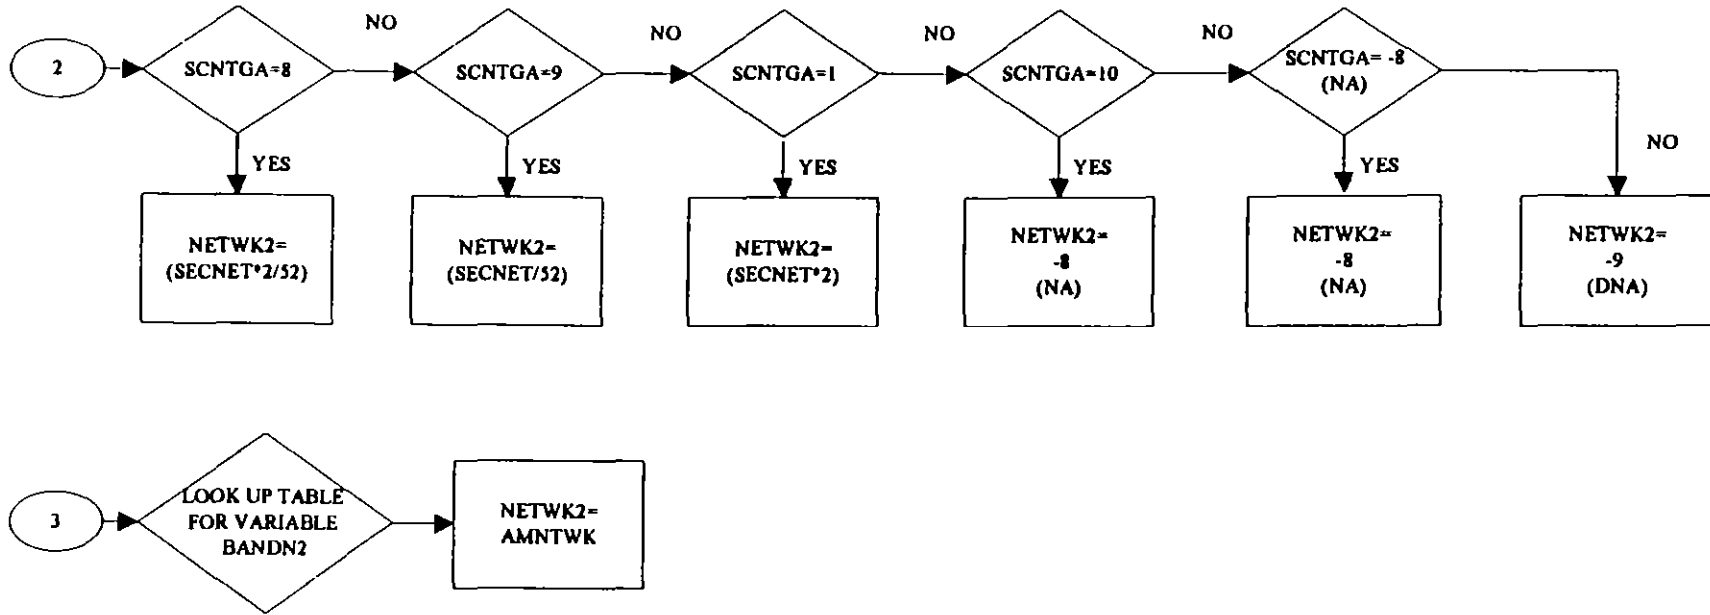 2
SCNTGA=8
NO
SCNTGA=9
NO
SCNTGA=1
NO
SCNTGA=10
NO
SCNTGA= -8
(NA)
NO
YES
YES
YES
YES
YES
NETWK2=
(SECNET*2/52)
NETWK2=
(SECNET/52)
NETWK2=
(SECNET*2)
NETWK2=
-8
(NA)
NETWK2=
-8
(NA)
NETWK2=
-9
(DNA)
3
LOOK UP TABLE
FOR VARIABLE
BANDN2
NETWK2=
AMNTWK